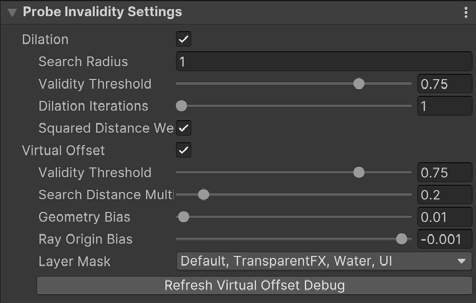 Probe Invalidity Settings
Dilation
Search Radius 1
Validity Threshold 0.75
Dilation Iterations 1
Squared Distance We
Virtual Offset
Validity Threshold 0.75
Search Distance Multi 0.2
Geometry Bias 0.01
Ray Origin Bias -0.001
Layer Mask Default, TransparentFX, Water, UI
Refresh Virtual Offset Debug